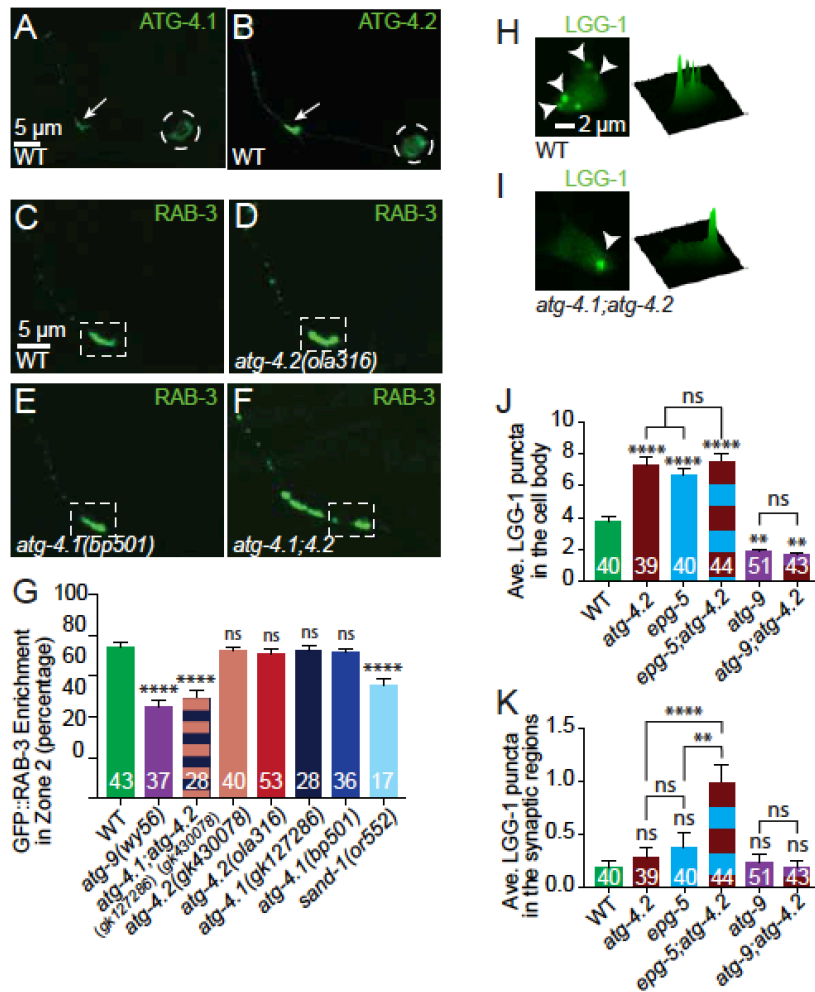 A
ATG-4.1
5 µm
WT
B
ATG-4.2
WT
C
RAB-3
5 µm
WT
D
RAB-3
atg-4.2(ola316)
E
RAB-3
atg-4.1(bp501)
F
RAB-3
atg-4.1;4.2
G
GFP::RAB-3 Enrichment
in Zone 2 (percentage)
100
80
60
40
20
0
****
****
ns
ns
ns
ns
****
43
37
28
40
53
28
36
17
WT
atg-9(wy56)
atg-4.1;atg-4.2
(gk127286) (gk430078)
atg-4.2(gk430078)
atg-4.2(ola316)
atg-4.1(gk127286)
atg-4.1(bp501)
sand-1(or552)
H
LGG-1
2 µm
WT
I
LGG-1
atg-4.1;atg-4.2
J
Ave. LGG-1 puncta
in the cell body
10
8
6
4
2
0
ns
****
****
****
ns
**
**
40
39
40
44
51
43
WT
atg-4.2
epg-5
epg-5;atg-4.2
atg-9
atg-9;atg-4.2
K
Ave. LGG-1 puncta
in the synaptic regions
1.5
1.0
0.5
0.0
****
**
ns
ns
ns
ns
ns
ns
40
39
40
44
51
43
WT
atg-4.2
epg-5
epg-5;atg-4.2
atg-9
atg-9;atg-4.2